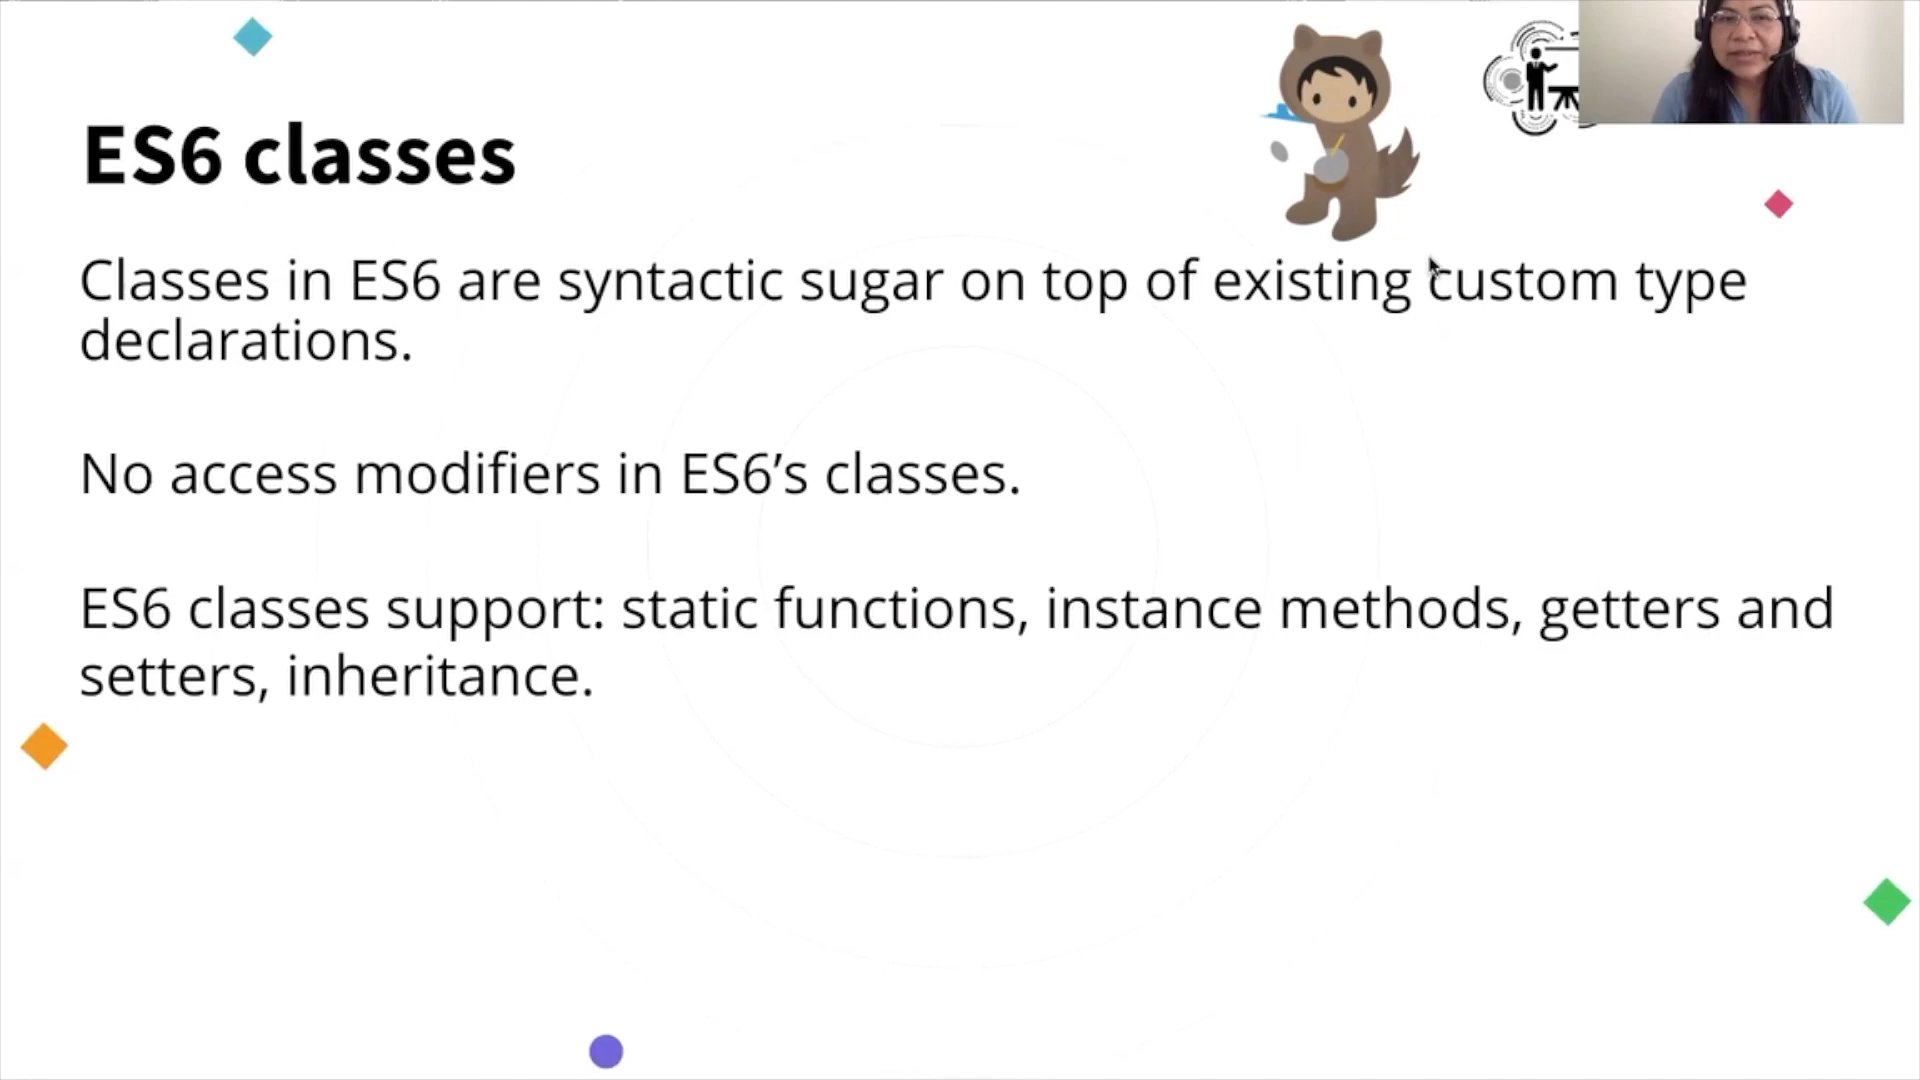 ES6 classes
Classes in ES6 are syntactic sugar on top of existing custom type
declarations.
No access modifiers in ES6’s classes.
ES6 classes support: static functions, instance methods, getters and
setters, inheritance.